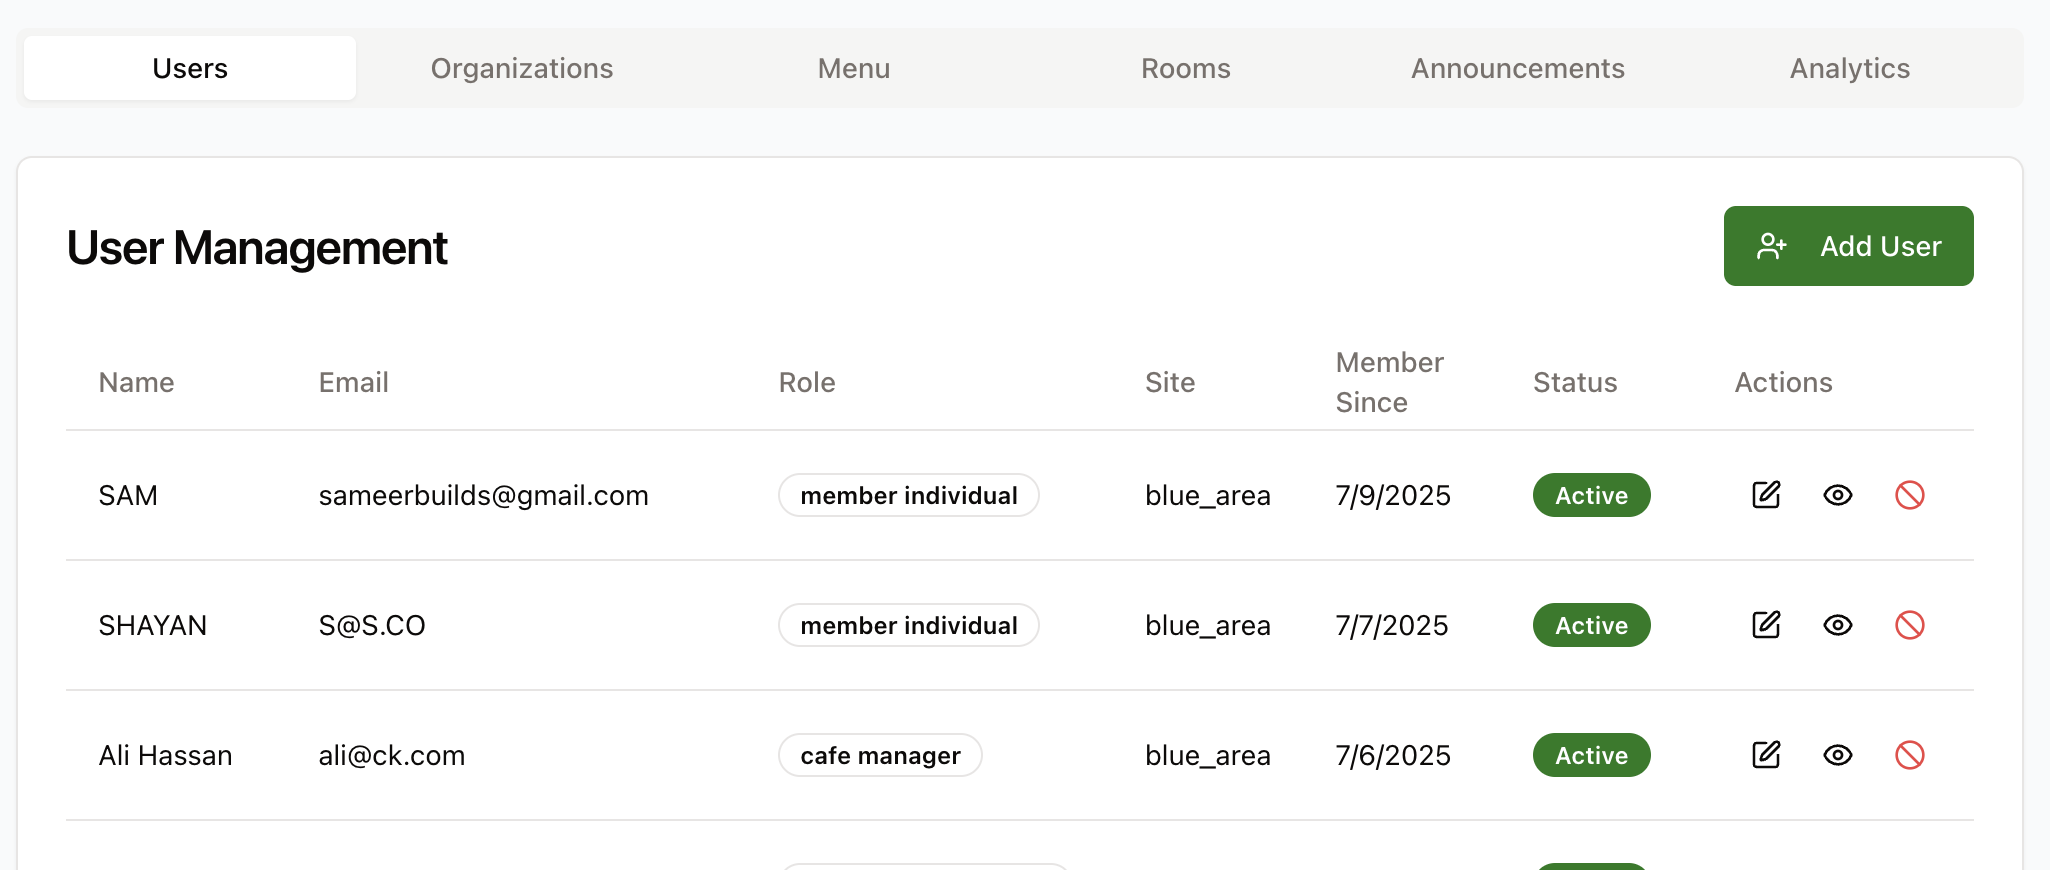 Users Organizations Menu Rooms Announcements Analytics
User Management
Add User
Name Email Role Site Member Since Status Actions
SAM sameerbuilds@gmail.com member individual blue_area 7/9/2025 Active
SHAYAN S@S.CO member individual blue_area 7/7/2025 Active
Ali Hassan ali@ck.com cafe manager blue_area 7/6/2025 Active